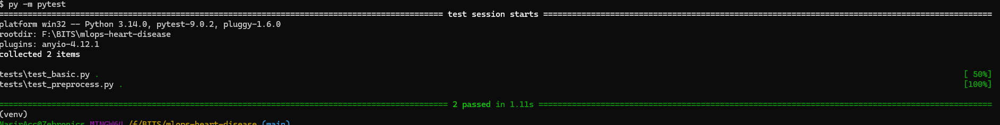 $ py -m pytest
============================================================================================ test session starts ==============================================================================================
platform win32 -- Python 3.14.0, pytest-9.0.2, pluggy-1.6.0
rootdir: F:\BITS\mlops-heart-disease
plugins: anyio-4.12.1
collected 2 items
tests\test_basic.py . [ 50%]
tests\test_preprocess.py . [100%]
============================================================================================= 2 passed in 1.11s ===============================================================================================
(venv)
NasirAcc@Zebronics MINGW64 /f/BITS/mlops-heart-disease (main)